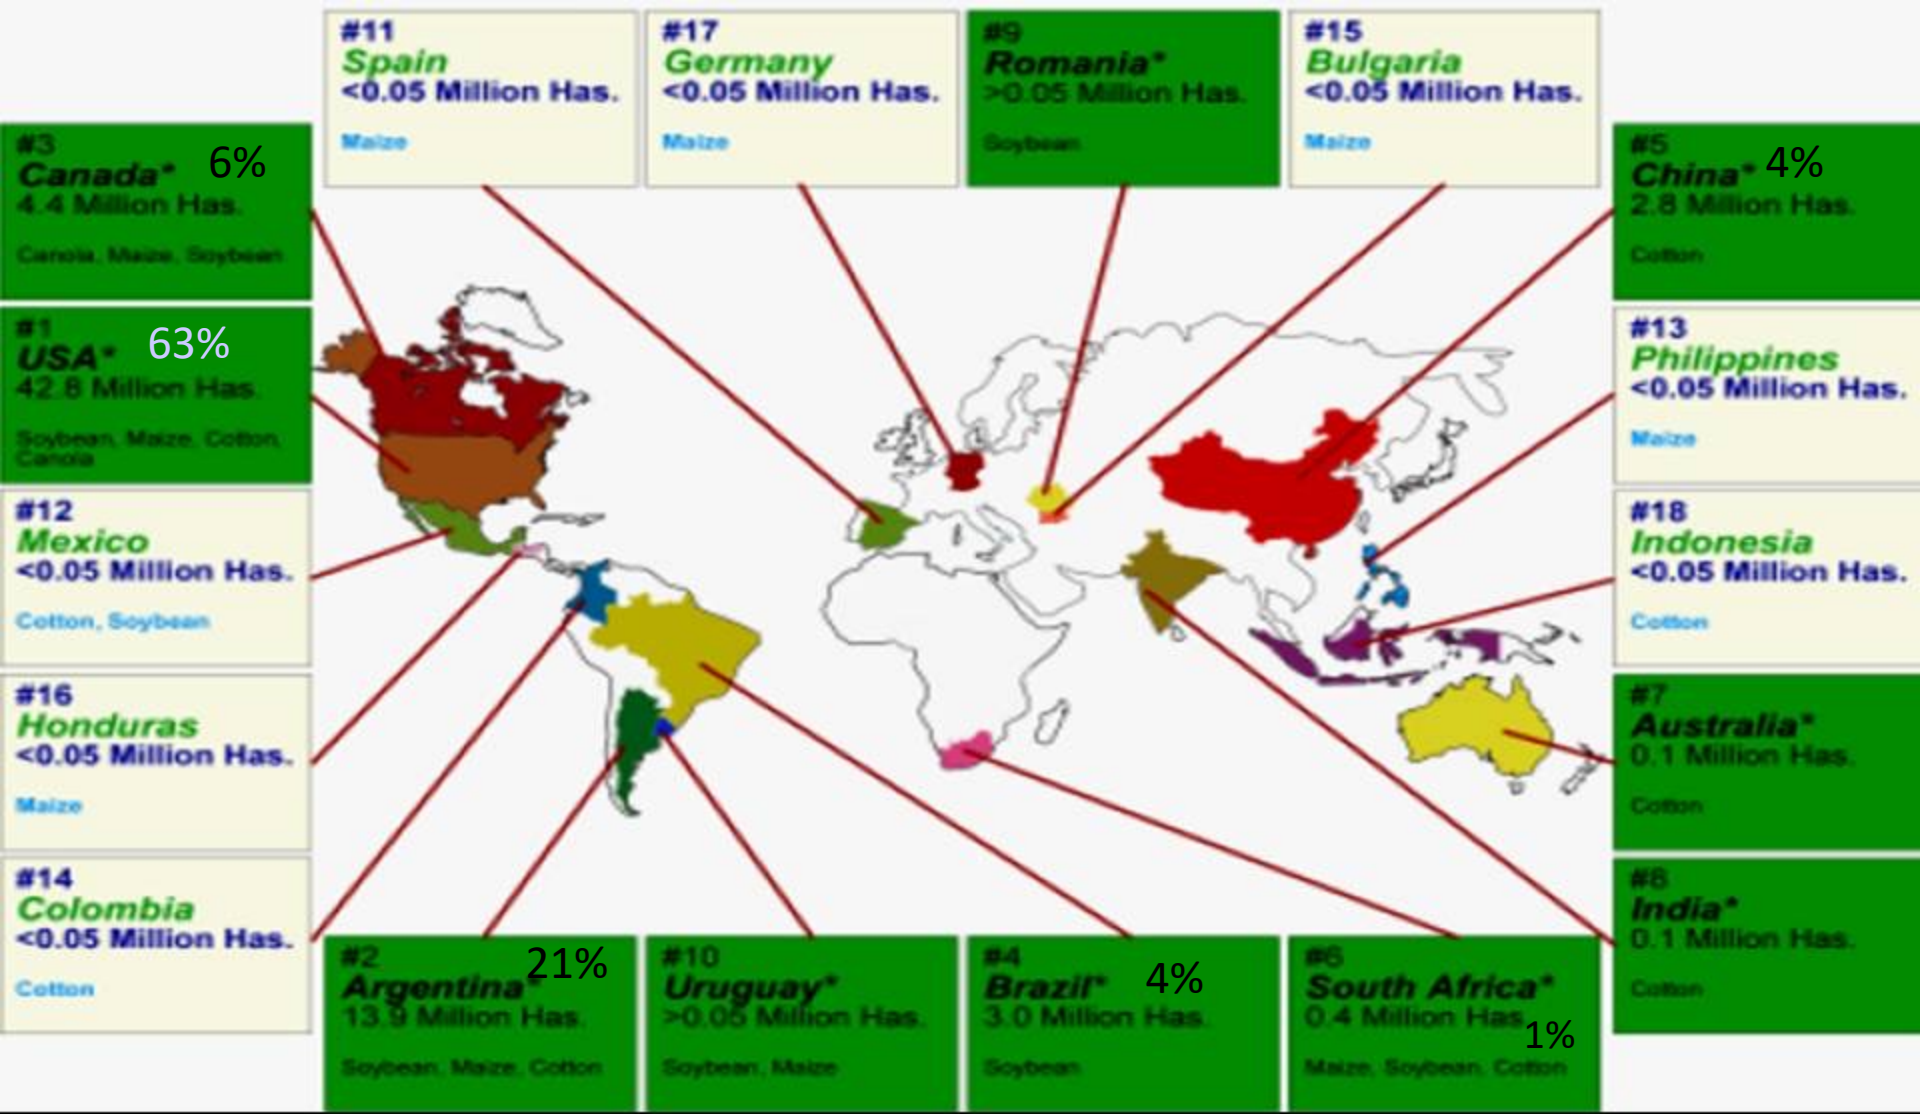 #11
Spain
<0.05 Million Has.
Maize
#17
Germany
<0.05 Million Has.
Maize
#9
Romania*
>0.05 Million Has.
Soybean
#15
Bulgaria
<0.05 Million Has.
Maize
#3
Canada* 6%
4.4 Million Has.
Canola, Maize, Soybean
#1
USA* 63%
42.8 Million Has.
Soybean, Maize, Cotton,
Canola
#12
Mexico
<0.05 Million Has.
Cotton, Soybean
#16
Honduras
<0.05 Million Has.
Maize
#14
Colombia
<0.05 Million Has.
Cotton
#5
China* 4%
2.8 Million Has.
Cotton
#13
Philippines
<0.05 Million Has.
Maize
#18
Indonesia
<0.05 Million Has.
Cotton
#7
Australia*
0.1 Million Has.
Cotton
#8
India*
0.1 Million Has.
Cotton
#2 21%
Argentina*
13.9 Million Has.
Soybean, Maize, Cotton
#10
Uruguay*
>0.05 Million Has.
Soybean, Maize
#4
Brazil* 4%
3.0 Million Has.
Soybean
#6
South Africa*
0.4 Million Has.
1%
Maize, Soybean, Cotton